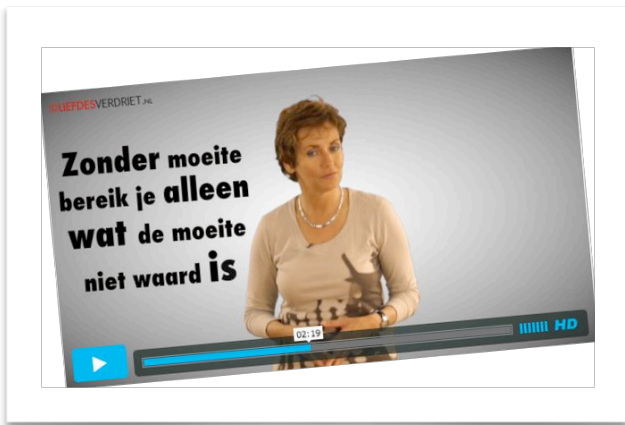 ©LIEFDESVERDRIET.NL
Zonder moeite
bereik je alleen
wat de moeite
niet waard is
02:19
HD